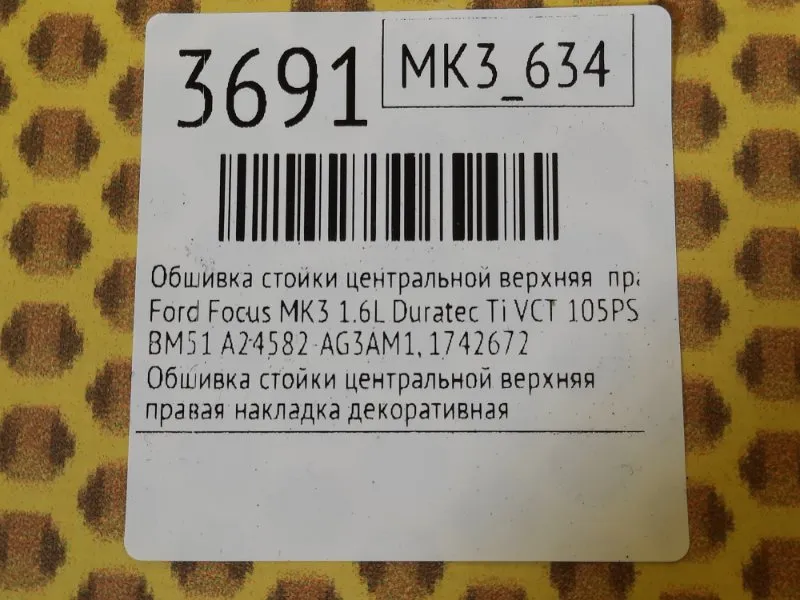 3691
MK3_634
Обшивка стойки центральной верхняя пра
Ford Focus MK3 1.6L Duratec Ti VCT 105PS
BM51 A24582-AG3AM1, 1742672
Обшивка стойки центральной верхняя
правая накладка декоративная